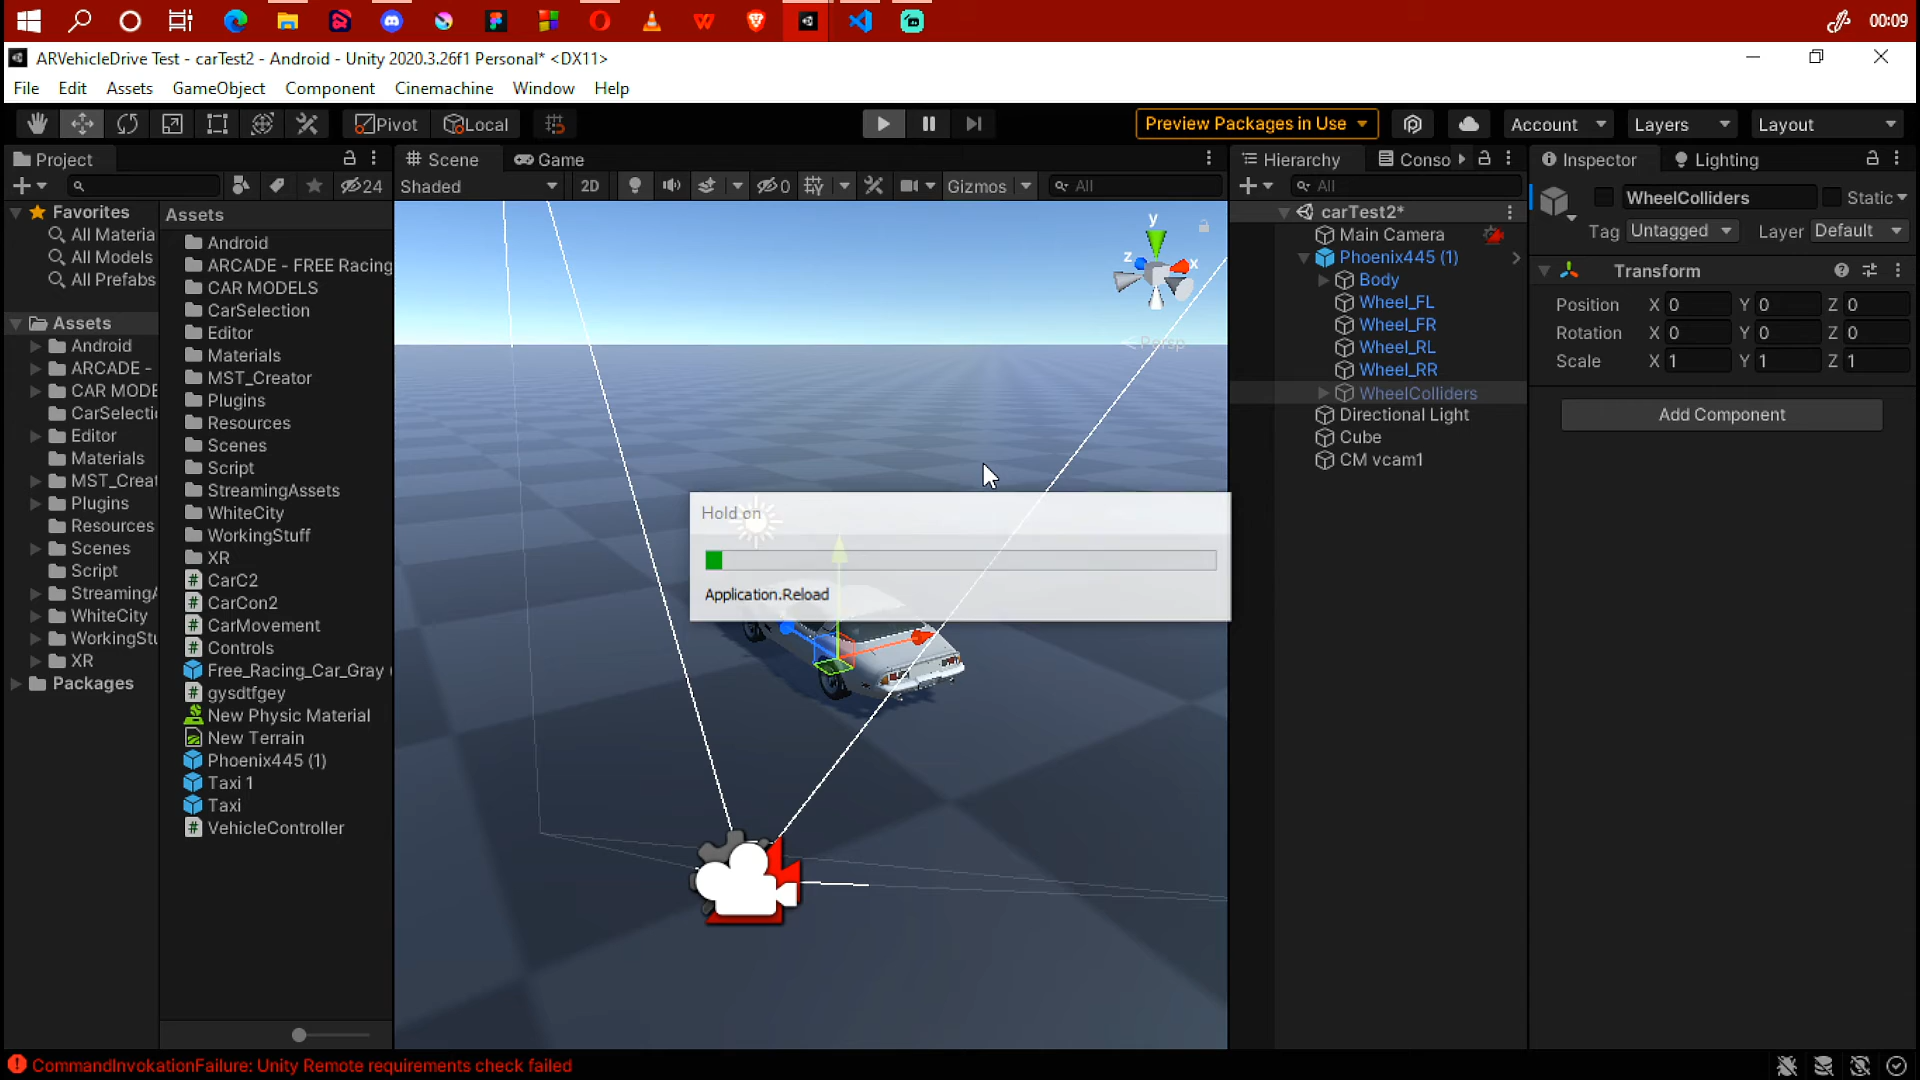 00:09
ARVehicleDrive Test - carTest2 - Android - Unity 2020.3.26f1 Personal* <DX11>
File Edit Assets GameObject Component Cinemachine Window Help
Pivot Local Preview Packages in Use Account Layers Layout
Project Scene Game Hierarchy Conso Inspector Lighting
24 Shaded 2D 0 Gizmos All All
WheelColliders Static
Tag Untagged Layer Default
Transform
Position X 0 Y 0 Z 0
Rotation X 0 Y 0 Z 0
Scale X 1 Y 1 Z 1
Add Component
Favorites
All Materia
All Models
All Prefabs
Assets
Android
ARCADE -
CAR MODE
CarSelecti
Editor
Materials
MST_Creat
Plugins
Resources
Scenes
Script
StreamingA
WhiteCity
WorkingStu
XR
Packages
Assets
Android
ARCADE - FREE Racing
CAR MODELS
CarSelection
Editor
Materials
MST_Creator
Plugins
Resources
Scenes
Script
StreamingAssets
WhiteCity
WorkingStuff
XR
CarC2
CarCon2
CarMovement
Controls
Free_Racing_Car_Gray (
gysdtfgey
New Physic Material
New Terrain
Phoenix445 (1)
Taxi 1
Taxi
VehicleController
y
z x
< Persp
Hold on
Application.Reload
carTest2*
Main Camera
Phoenix445 (1)
Body
Wheel_FL
Wheel_FR
Wheel_RL
Wheel_RR
WheelColliders
Directional Light
Cube
CM vcam1
CommandInvokationFailure: Unity Remote requirements check failed